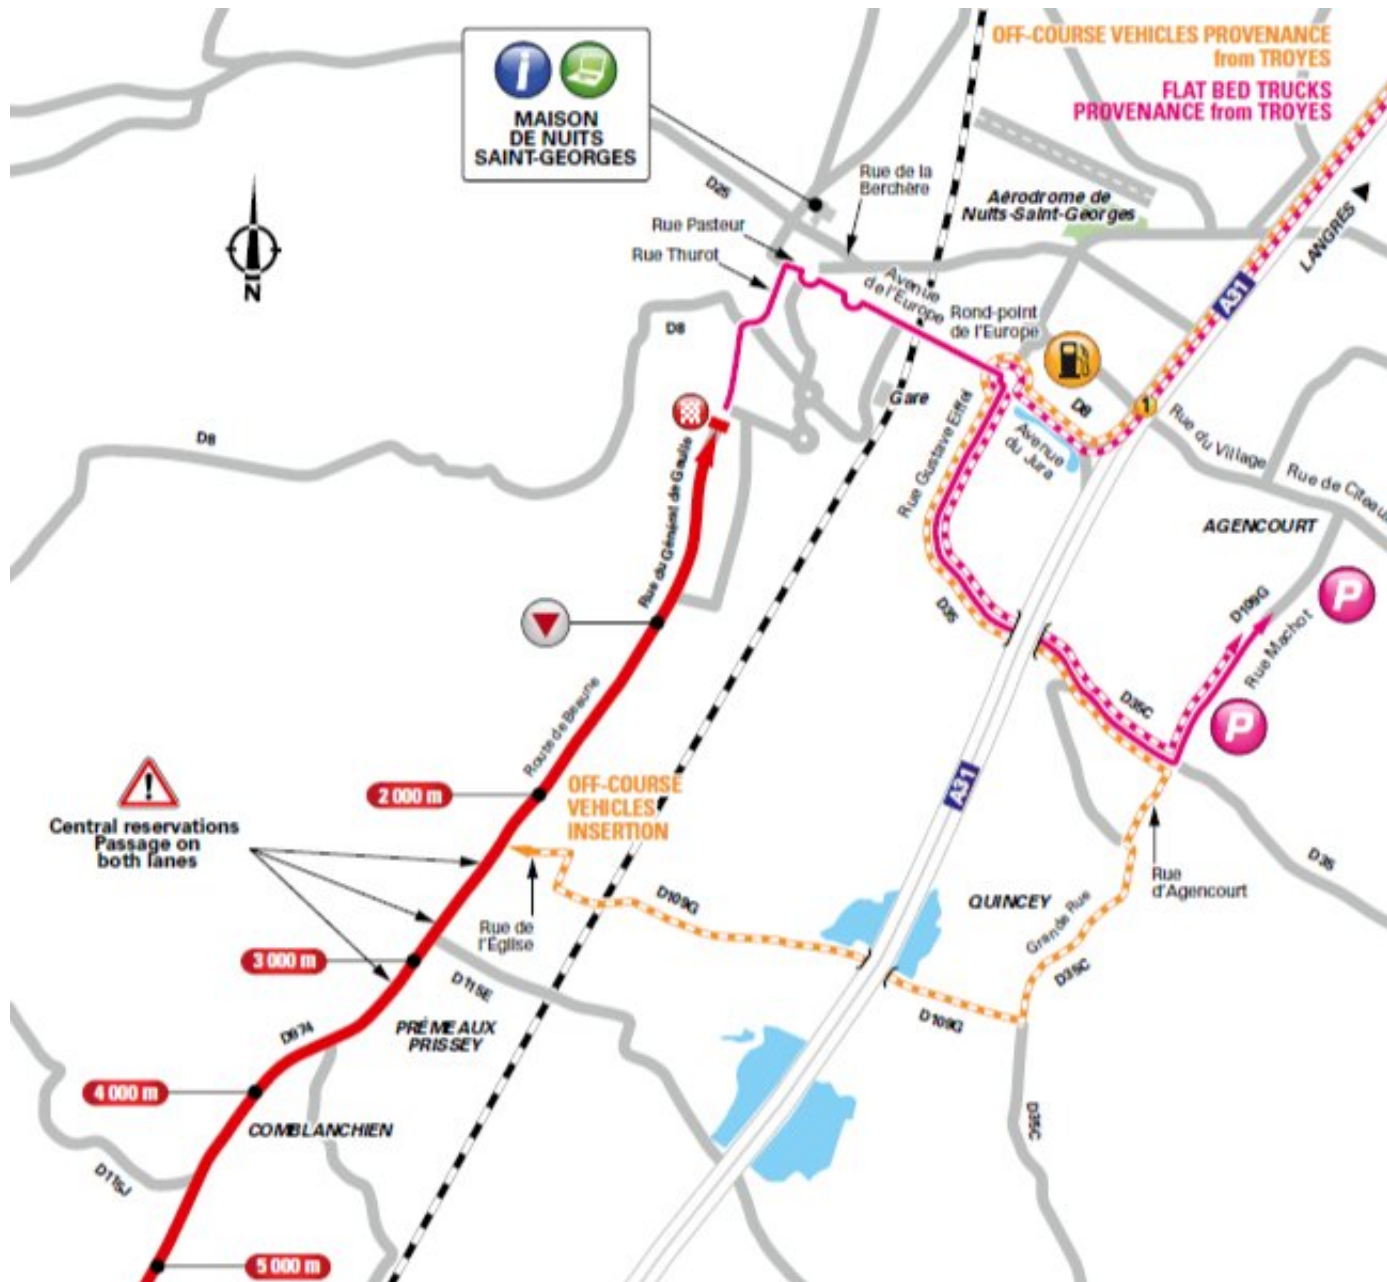 OFF-COURSE VEHICLES PROVENANCE
from TROYES
FLAT BED TRUCKS
PROVENANCE from TROYES
MAISON
DE NUITS
SAINT-GEORGES
N
D25
Rue de la
Berchère
Rue Pasteur
Rue Thurot
Aérodrome de
Nuits-Saint-Georges
LANGRES
A31
Avenue
de l'Europe
Rond-point
de l'Europe
D8
D8
Gare
D8
1
Rue du Village
Rue de Citeau
Avenue
du Jura
Rue Gustave Eiffel
AGENCOURT
Rue du Général de Gaulle
D35
D109G
P
Rue Machot
P
D35C
Route de Beaune
2 000 m
OFF-COURSE
VEHICLES
INSERTION
A31
Central reservations
Passage on
both lanes
D35
Rue
d'Agencourt
QUINCEY
Grande Rue
D109G
Rue de
l'Église
3 000 m
D115E
D35C
D109G
D974
PRÉMEAUX
PRISSEY
4 000 m
COMBLANCHIEN
D35C
D115J
5 000 m